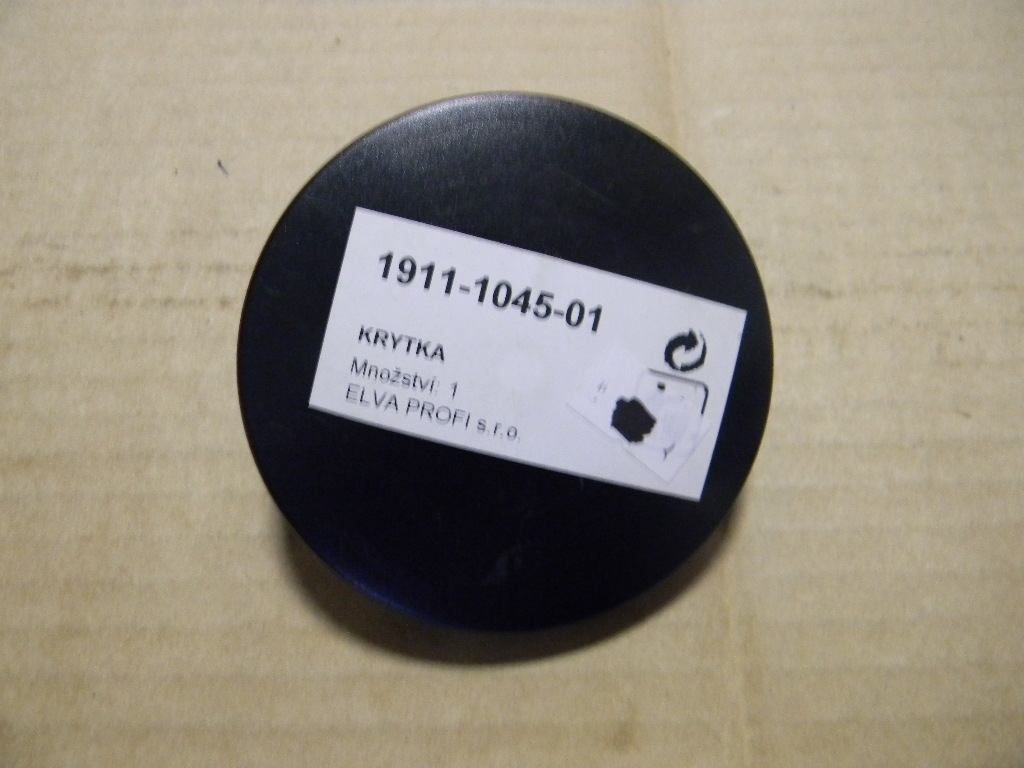 1911-1045-01
KRYTKA
Množství: 1
ELVA PROFI s.r.o.